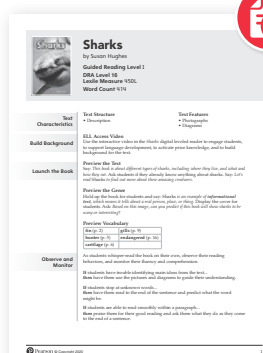 Sharks
Sharks
by Susan Hughes
Guided Reading Level I
DRA Level 16
Lexile Measure 450L
Word Count 414
Text Characteristics
Text Structure
• Description
Text Features
• Photographs
• Diagrams
Build Background
ELL Access Video
Use the interactive video in the Sharks digital leveled reader to engage students,
to support language development, to activate prior knowledge, and to build
background for the text.
Launch the Book
Preview the Text
Say: This book is about different types of sharks, including where they live, and what and
how they eat. Ask students if they already know anything about sharks. Say: Let's
read Sharks to find out more about these amazing creatures.
Preview the Genre
Hold up the book for students and say: Sharks is an example of informational
text, which means it tells about a real person, place, or thing. Display the cover for
students. Ask: Based on this image, can you predict if this book will show sharks to be
scary or interesting?
Preview Vocabulary
fin (p. 2) gills (p. 9)
hunter (p. 5) endangered (p. 16)
cartilage (p. 6)
Observe and Monitor
As students whisper-read the book on their own, observe their reading
behaviors, and monitor their fluency and comprehension.
If students have trouble identifying main ideas from the text...
then have them use the pictures and diagrams to guide their understanding.
If students stop at unknown words...
then have them read to the end of the sentence and predict what the word
might be.
If students are able to read smoothly within a paragraph...
then praise them for their good reading and ask them what they do as they come
to the end of a sentence.
Pearson © Copyright 2020
1